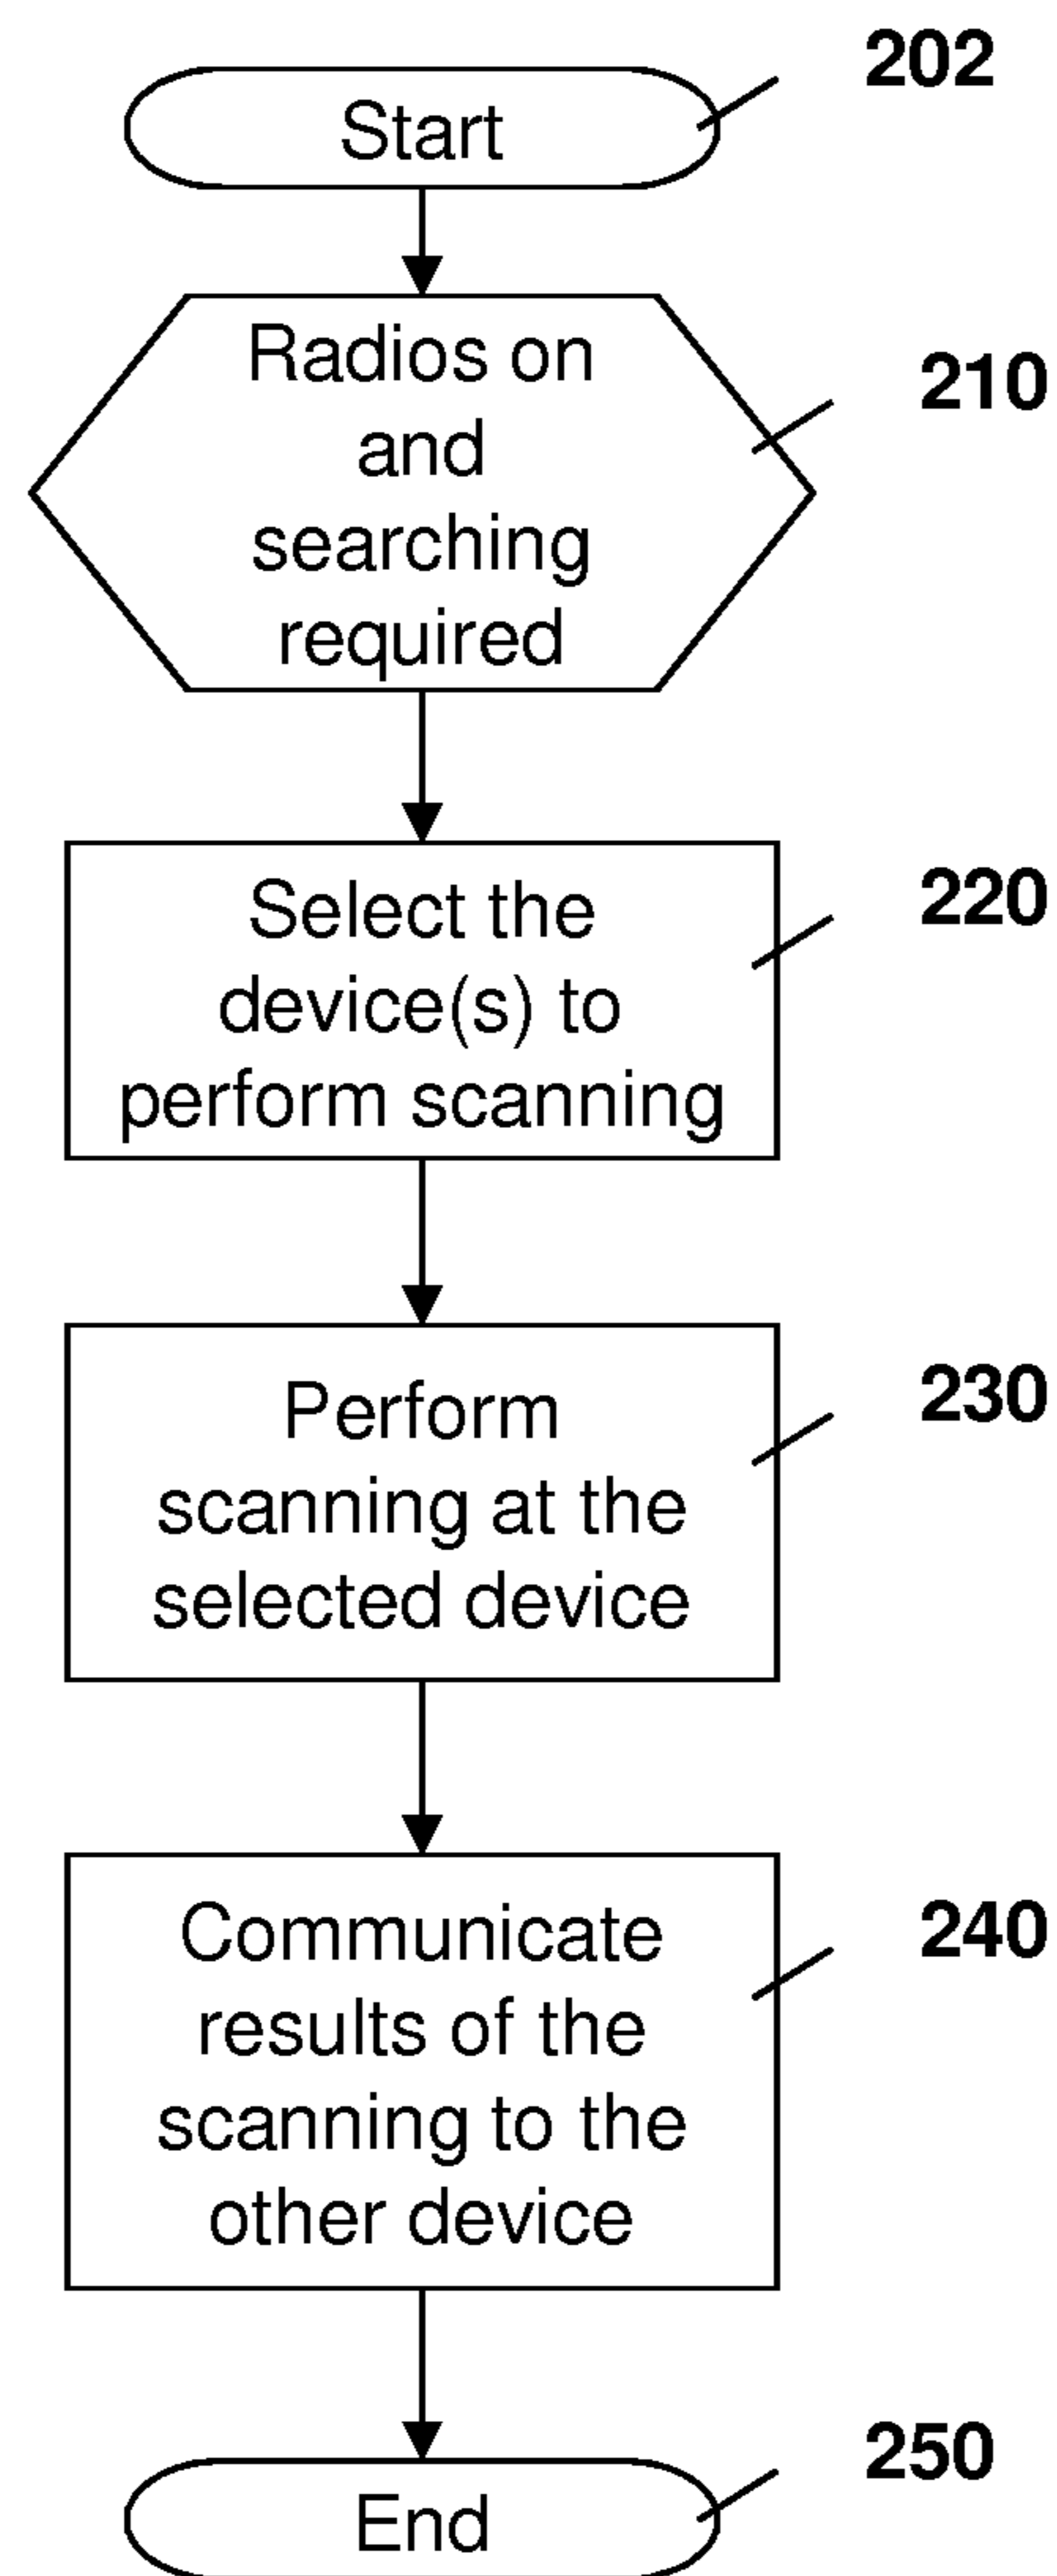 202
Start
210
Radios on
and
searching
required
220
Select the
device(s) to
perform scanning
230
Perform
scanning at the
selected device
240
Communicate
results of the
scanning to the
other device
250
End